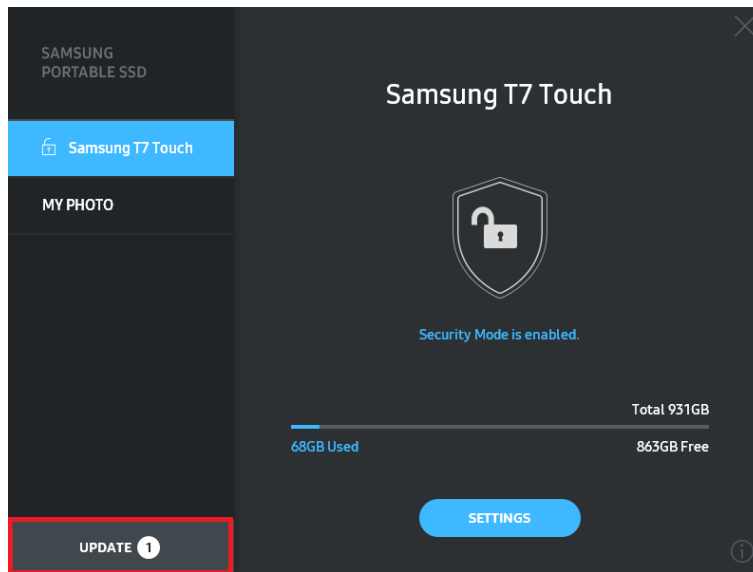 SAMSUNG
PORTABLE SSD
Samsung T7 Touch
MY PHOTO
UPDATE 1
Samsung T7 Touch
Security Mode is enabled.
Total 931GB
68GB Used
863GB Free
SETTINGS